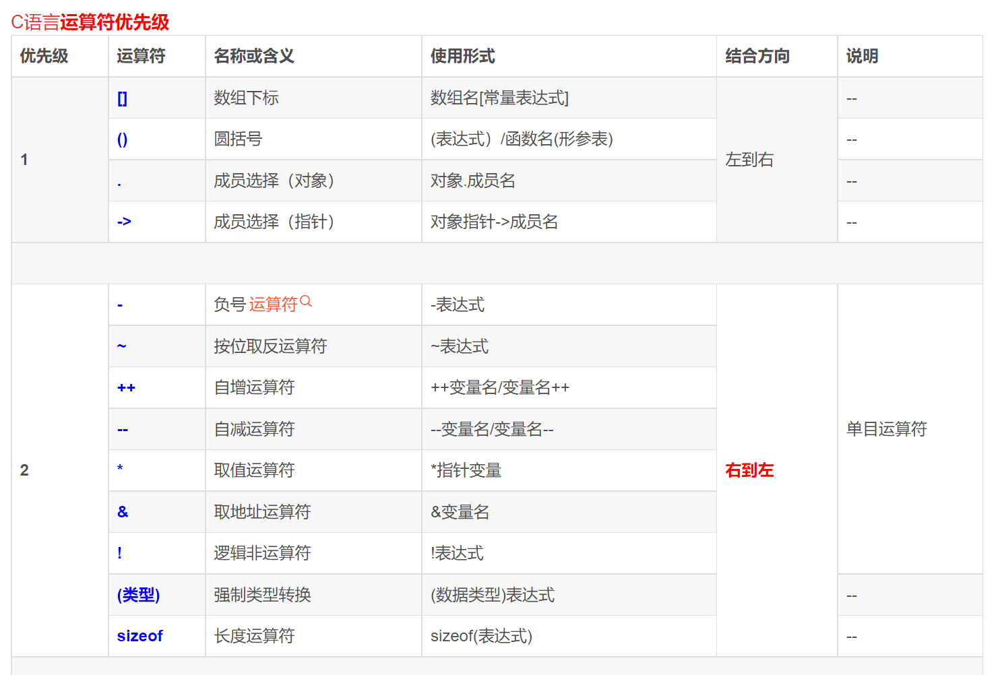 C语言运算符优先级
优先级 运算符 名称或含义 使用形式 结合方向 说明
1 [] 数组下标 数组名[常量表达式] 左到右 --
() 圆括号 (表达式）/函数名(形参表) --
. 成员选择（对象） 对象.成员名 --
-> 成员选择（指针） 对象指针->成员名 --
2 - 负号运算符 -表达式 右到左 单目运算符
~ 按位取反运算符 ~表达式
++ 自增运算符 ++变量名/变量名++
-- 自减运算符 --变量名/变量名--
* 取值运算符 *指针变量
& 取地址运算符 &变量名
! 逻辑非运算符 !表达式
(类型) 强制类型转换 (数据类型)表达式 --
sizeof 长度运算符 sizeof(表达式) --